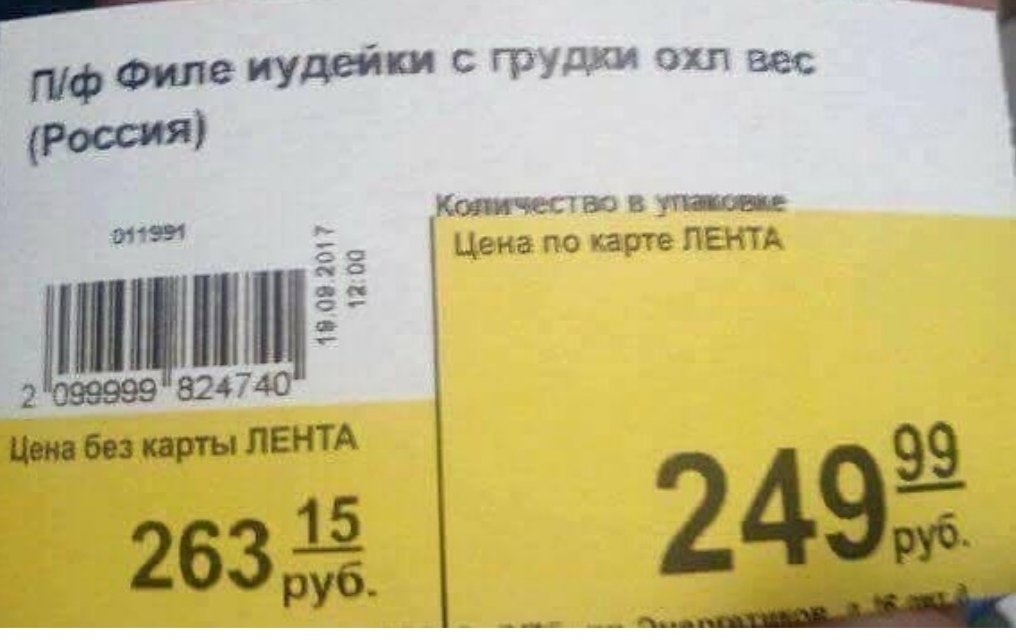 П/ф Филе иудейки с грудки охл вес
(Россия)
Количество в упаковке
Цена по карте ЛЕНТА
011991
19.09.2017
12:00
2 099999 824740
Цена без карты ЛЕНТА
263 15
руб.
249 99
руб.